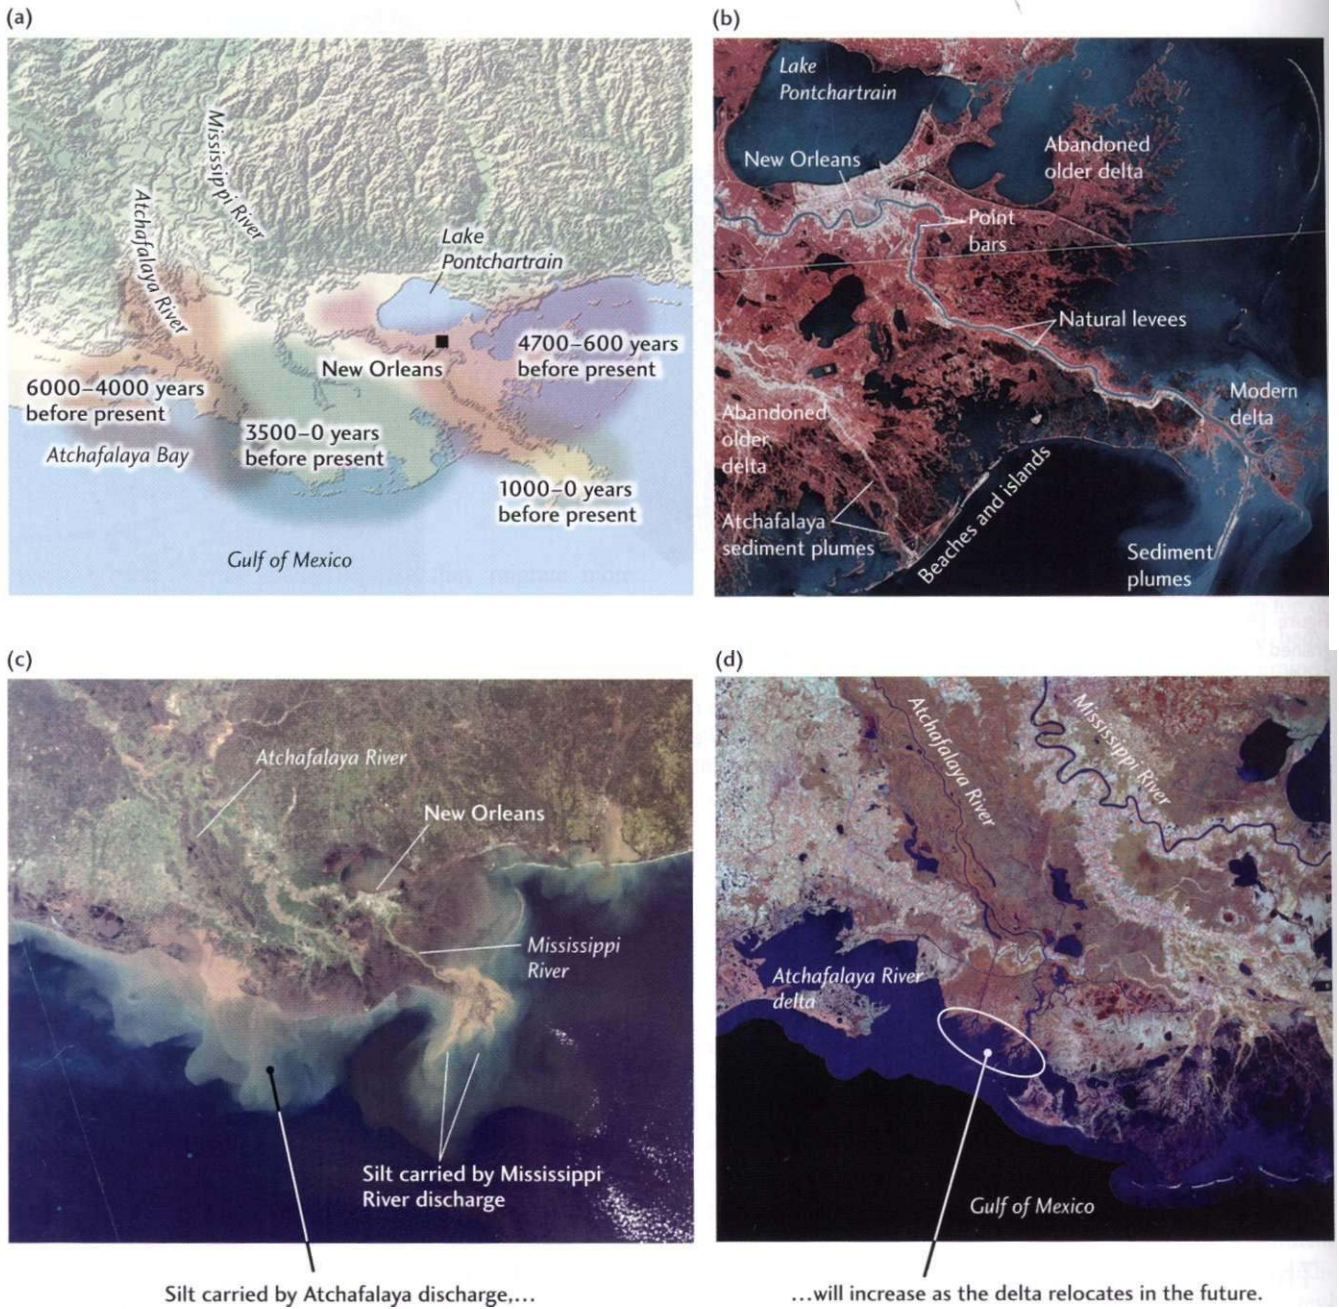 (a)
Mississippi River
Atchafalaya River
Lake
Pontchartrain
New Orleans
4700–600 years
before present
6000–4000 years
before present
3500–0 years
before present
Atchafalaya Bay
1000–0 years
before present
Gulf of Mexico
(b)
Lake
Pontchartrain
New Orleans
Abandoned
older delta
Point
bars
Natural levees
Modern
delta
Abandoned
older
delta
Atchafalaya
sediment plumes
Beaches and islands
Sediment
plumes
(c)
Atchafalaya River
New Orleans
Mississippi
River
Silt carried by Mississippi
River discharge
Silt carried by Atchafalaya discharge,...
(d)
Atchafalaya River
Mississippi River
Atchafalaya River
delta
Gulf of Mexico
...will increase as the delta relocates in the future.